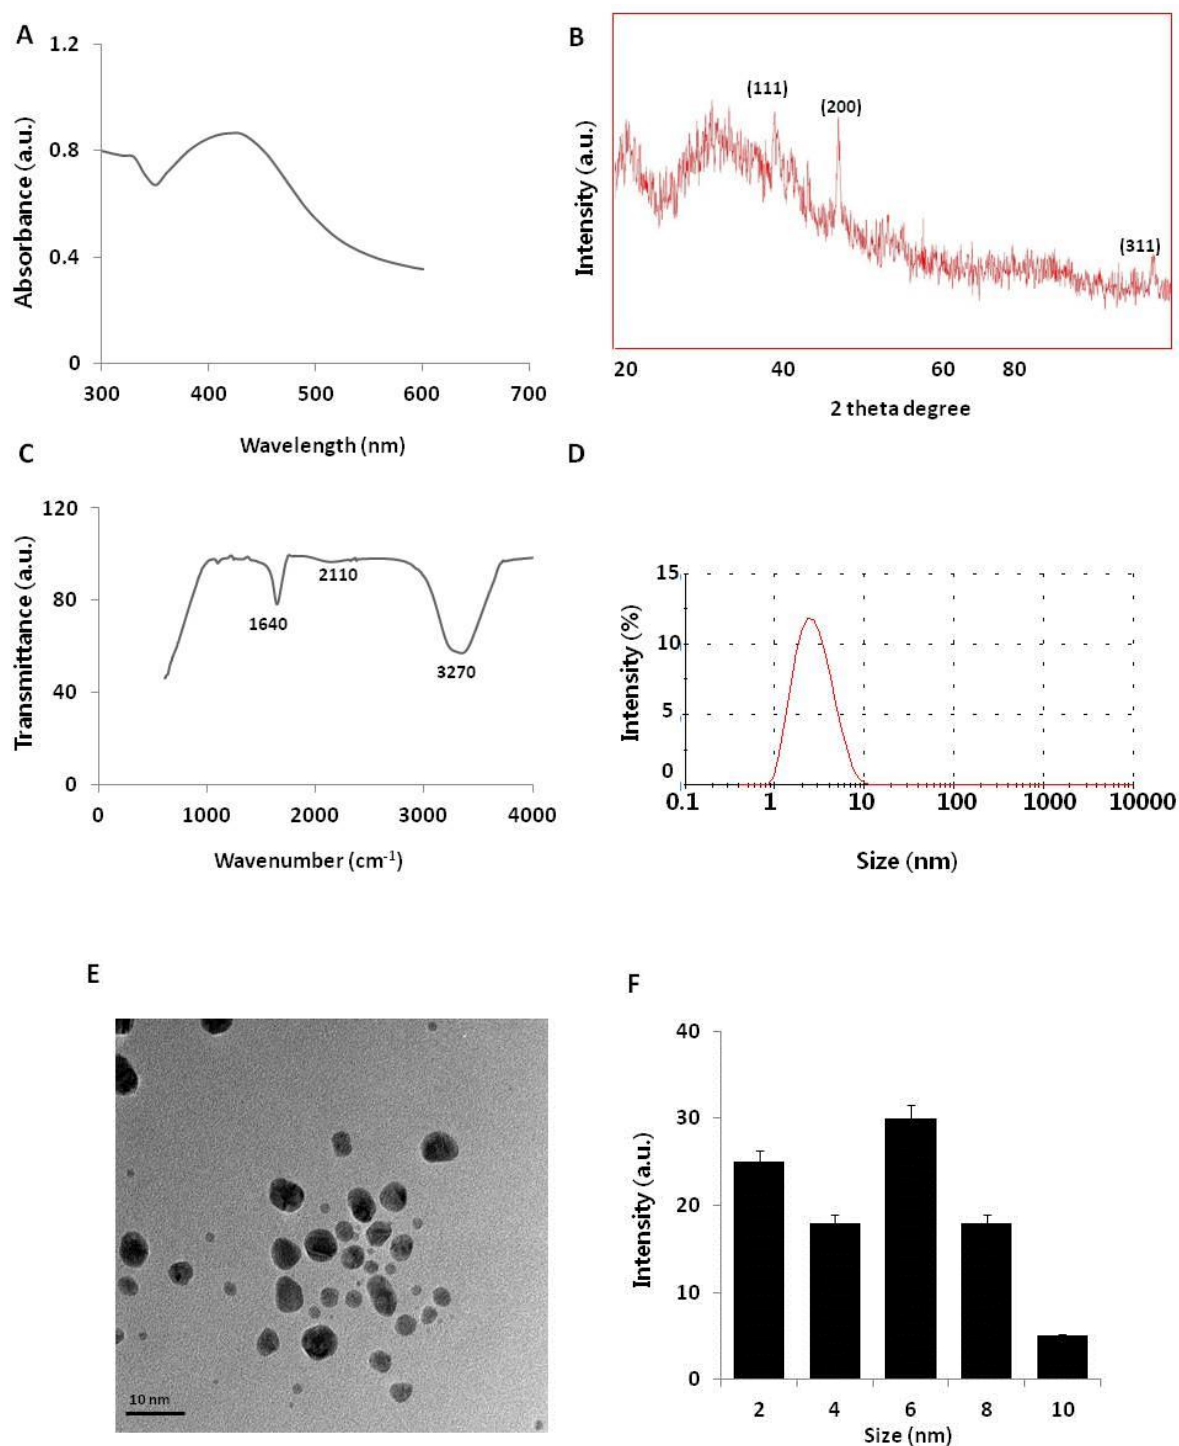 A
1.2
0.8
0.4
0
Absorbance (a.u.)
300 400 500 600 700
Wavelength (nm)
B
Intensity (a.u.)
(111)
(200)
(311)
20 40 60 80
2 theta degree
C
120
80
40
0
Transmittance (a.u.)
1640
2110
3270
0 1000 2000 3000 4000
Wavenumber (cm-1)
D
15
10
5
0
Intensity (%)
0.1 1 10 100 1000 10000
Size (nm)
E
10 nm
F
40
30
20
10
0
Intensity (a.u.)
2 4 6 8 10
Size (nm)